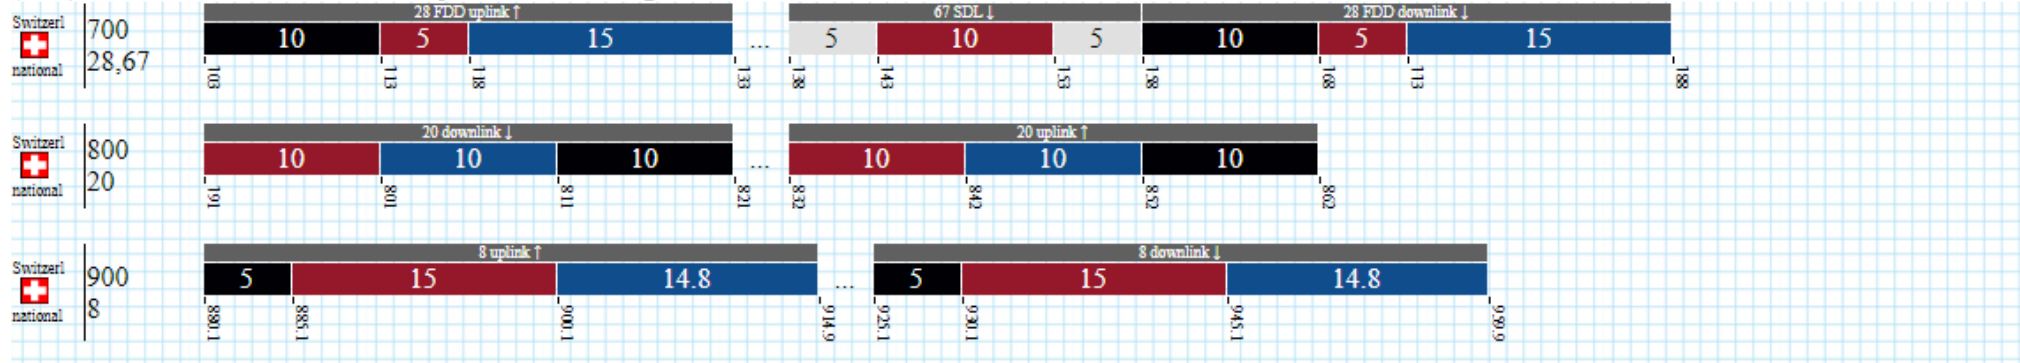 28 FDD uplink ↑ 67 SDL ↓ 28 FDD downlink ↓
Switzerl 700 10 5 15 ... 5 10 5 10 5 15
national 28,67
703 713 718 733 738 743 753 758 768 773 788
20 downlink ↓ 20 uplink ↑
Switzerl 800 10 10 10 ... 10 10 10
national 20
791 801 811 821 832 842 852 862
8 uplink ↑ 8 downlink ↓
Switzerl 900 5 15 14.8 ... 5 15 14.8
national 8
880.1 885.1 900.1 914.9 925.1 930.1 945.1 959.9